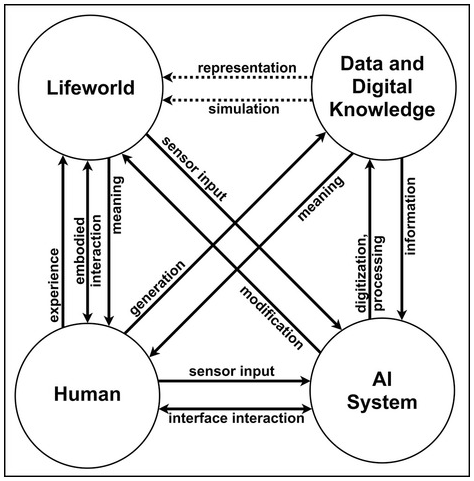 representation
Lifeworld
Data and
Digital
Knowledge
simulation
sensor input
meaning
meaning
experience
embodied
interaction
generation
modification
digitization,
processing
information
sensor input
Human
AI
System
interface interaction